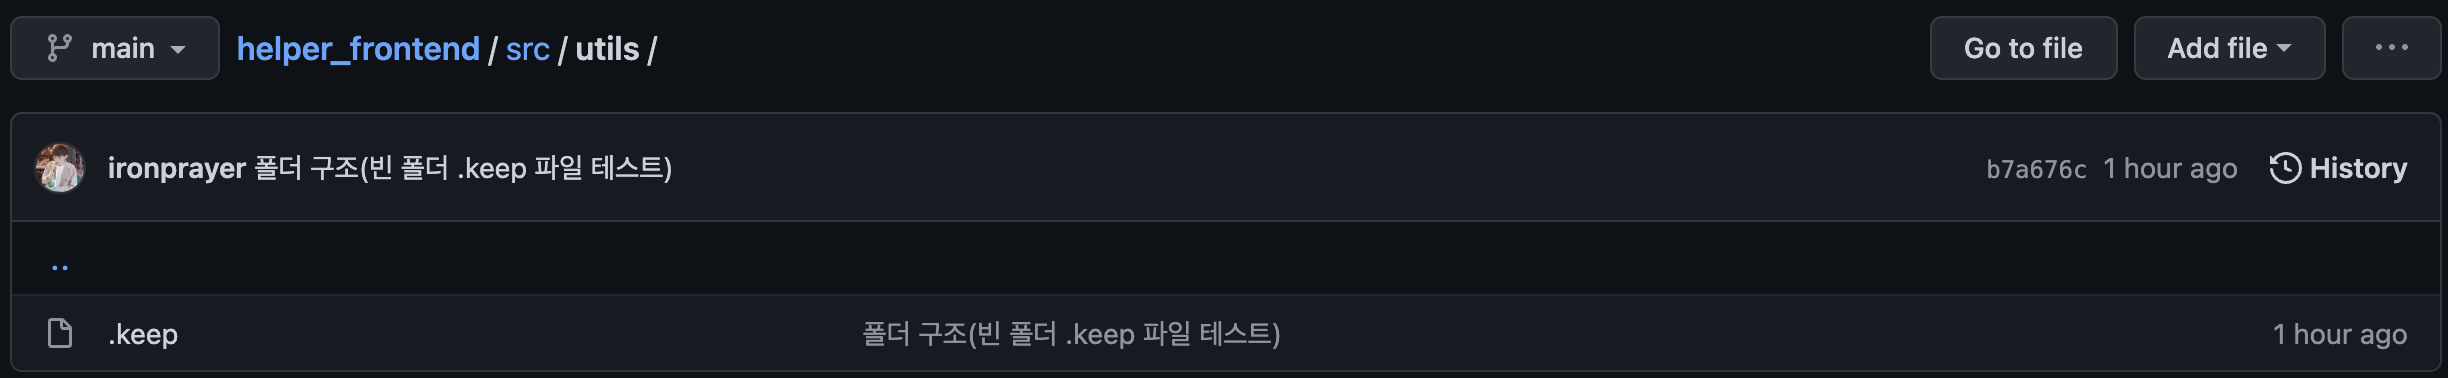 main
helper_frontend / src / utils /
Go to file
Add file
...
ironprayer 폴더 구조(빈 폴더 .keep 파일 테스트)
b7a676c 1 hour ago
History
..
.keep
폴더 구조(빈 폴더 .keep 파일 테스트)
1 hour ago